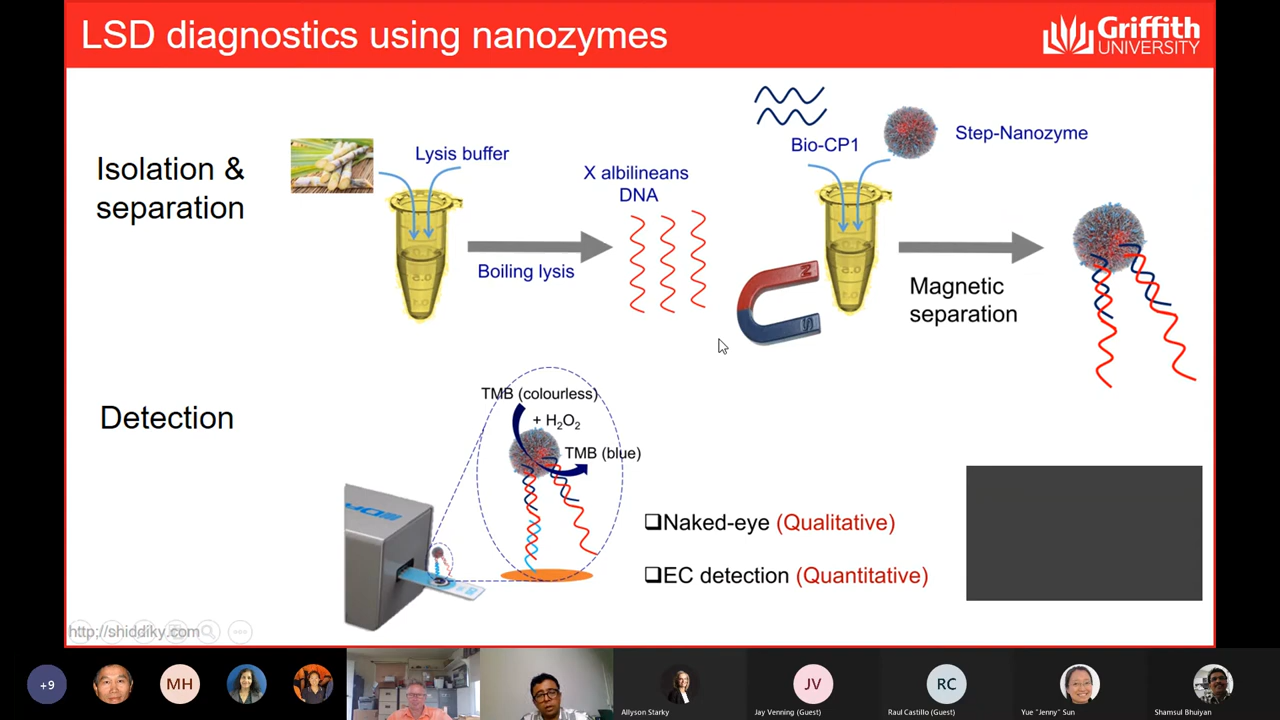 LSD diagnostics using nanozymes
Griffith
UNIVERSITY
Isolation &
separation
Lysis buffer
Boiling lysis
X albilineans
DNA
Bio-CP1
Step-Nanozyme
N
S
Magnetic
separation
Detection
TMB (colourless)
+ H₂O₂
TMB (blue)
❑Naked-eye (Qualitative)
❑EC detection (Quantitative)
http://shiddiky.com
+9
MH
Allyson Starky
JV
Jay Venning (Guest)
RC
Raul Castillo (Guest)
Yue "Jenny" Sun
Shamsul Bhuiyan